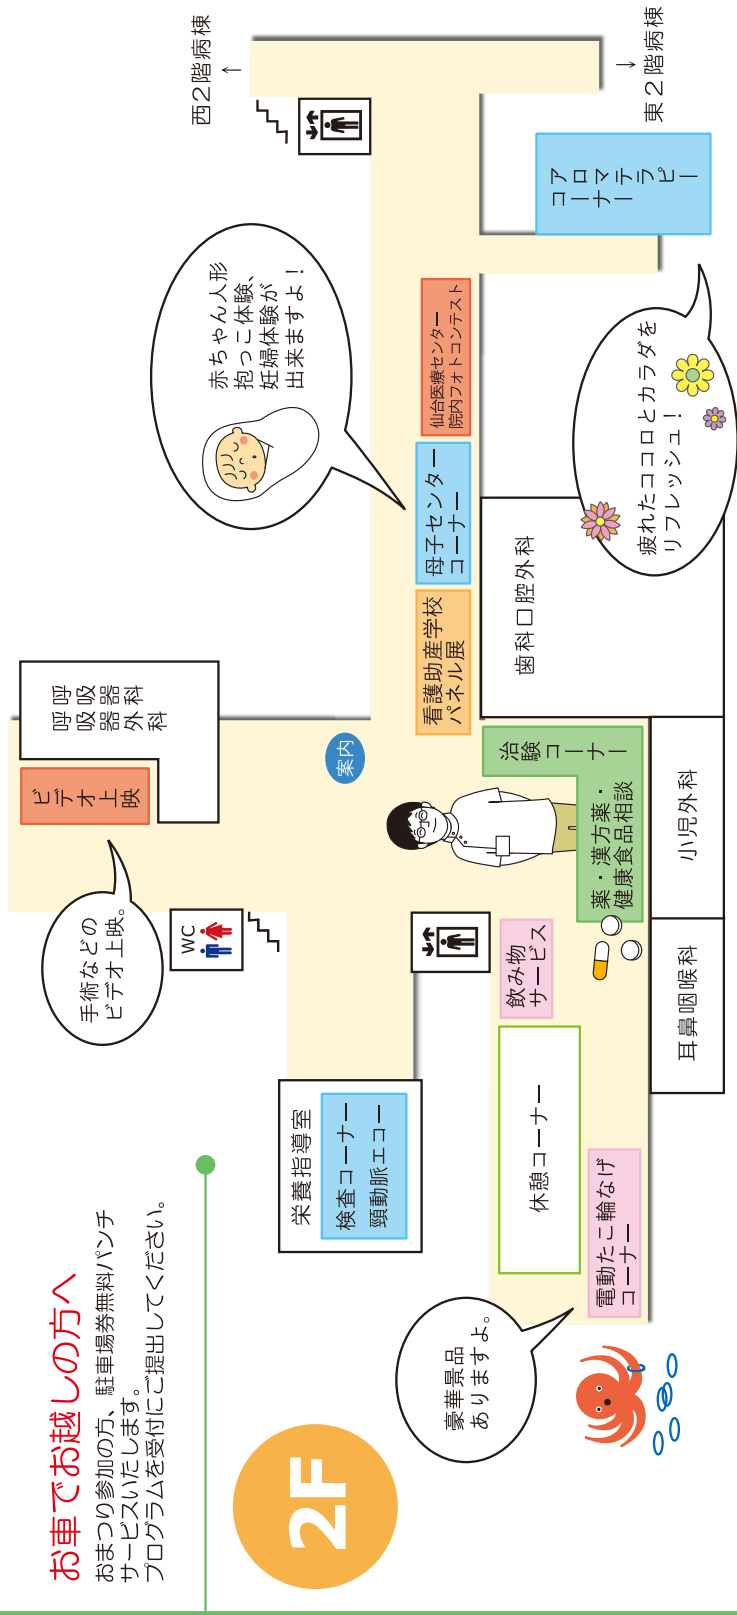 お車でお越しの方へ
おまつり参加の方、駐車場券無料パンチ
サービスいたします。
プログラムを受付にご提出してください。
2F
手術などの
ビデオ上映。
ビデオ上映
呼吸器外科
呼吸器科
赤ちゃん人形
抱っこ体験、
妊婦体験が
出来ますよ！
西2階病棟
←
東2階病棟
→
WC
案内
栄養指導室
検査コーナー
頸動脈エコー
看護助産学校
パネル展
母子センター
コーナー
仙台医療センター
院内フォトコンテスト
アロマテラピー
コーナー
豪華景品
ありますよ。
休憩コーナー
飲み物
サービス
治験コーナー
薬・漢方薬・
健康食品相談
歯科口腔外科
疲れたココロとカラダを
リフレッシュ！
電動たこ輪なげ
コーナー
耳鼻咽喉科
小児外科